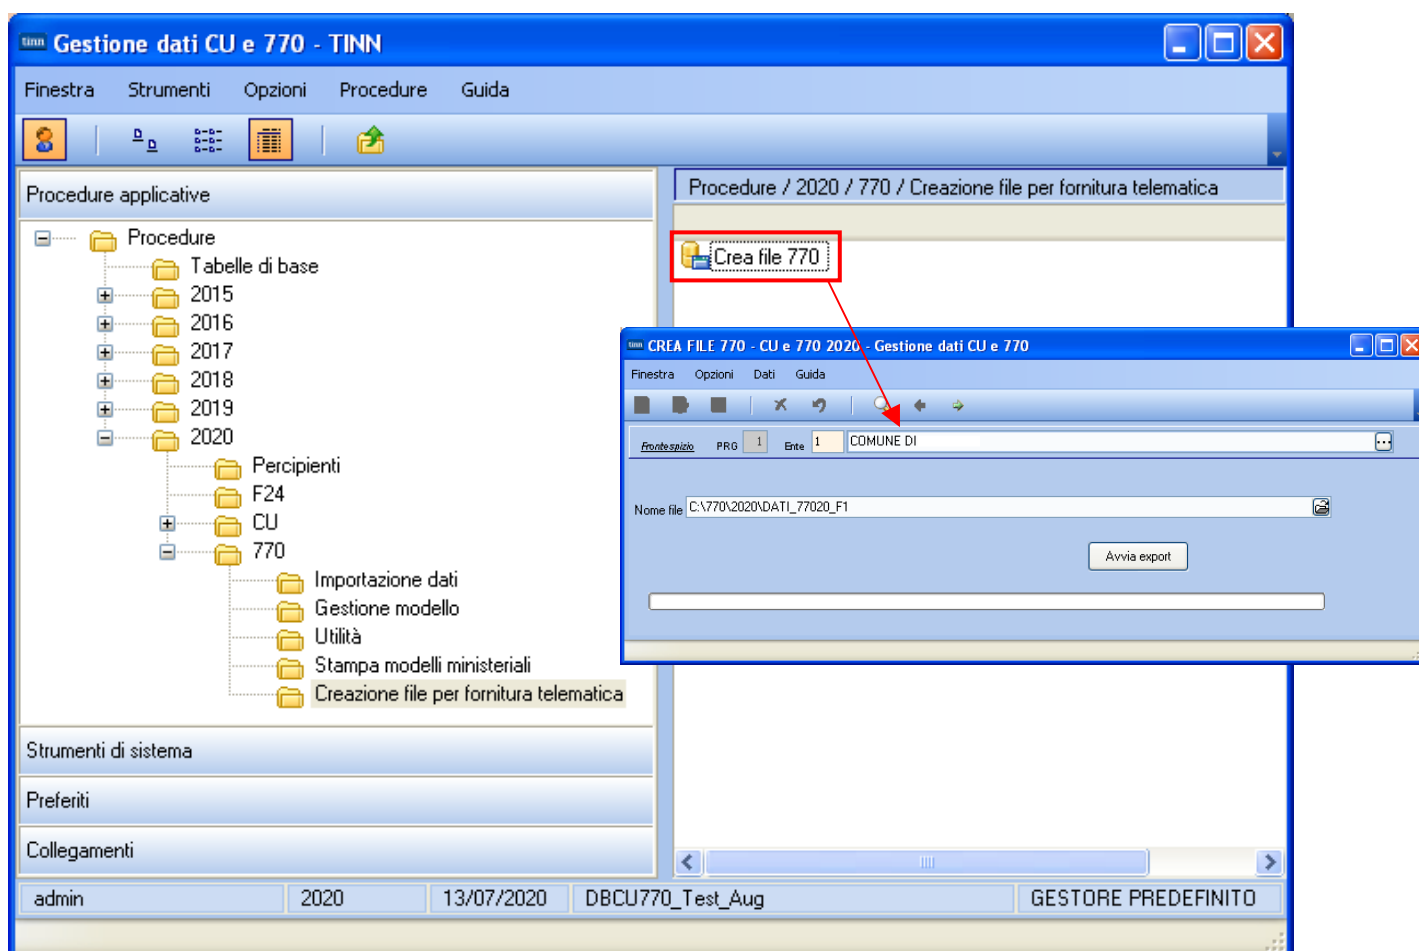 tinn Gestione dati CU e 770 - TINN
Finestra Strumenti Opzioni Procedure Guida
Procedure applicative
Procedure
Tabelle di base
2015
2016
2017
2018
2019
2020
Percipienti
F24
CU
770
Importazione dati
Gestione modello
Utilità
Stampa modelli ministeriali
Creazione file per fornitura telematica
Strumenti di sistema
Preferiti
Collegamenti
Procedure / 2020 / 770 / Creazione file per fornitura telematica
Crea file 770
tinn CREA FILE 770 - CU e 770 2020 - Gestione dati CU e 770
Finestra Opzioni Dati Guida
Frontespizio PRG 1 Ente 1 COMUNE DI ...
Nome file C:\770\2020\DATI_77020_F1
Avvia export
admin 2020 13/07/2020 DBCU770_Test_Aug GESTORE PREDEFINITO